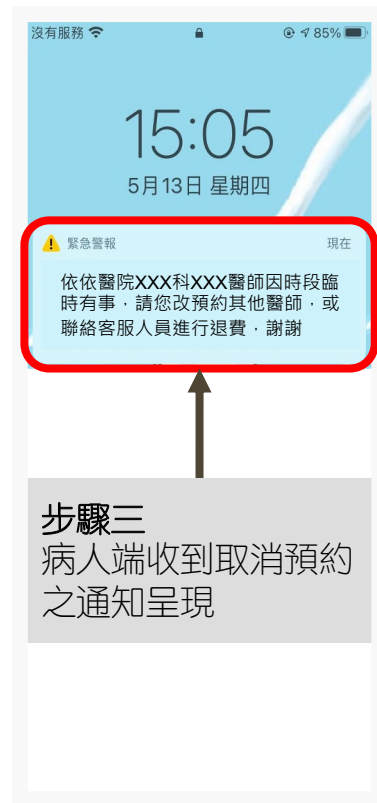 沒有服務 85%
15:05
5月13日 星期四
緊急警報 現在
依依醫院XXX科XXX醫師因時段臨
時有事，請您改預約其他醫師，或
聯絡客服人員進行退費，謝謝
步驟三
病人端收到取消預約
之通知呈現